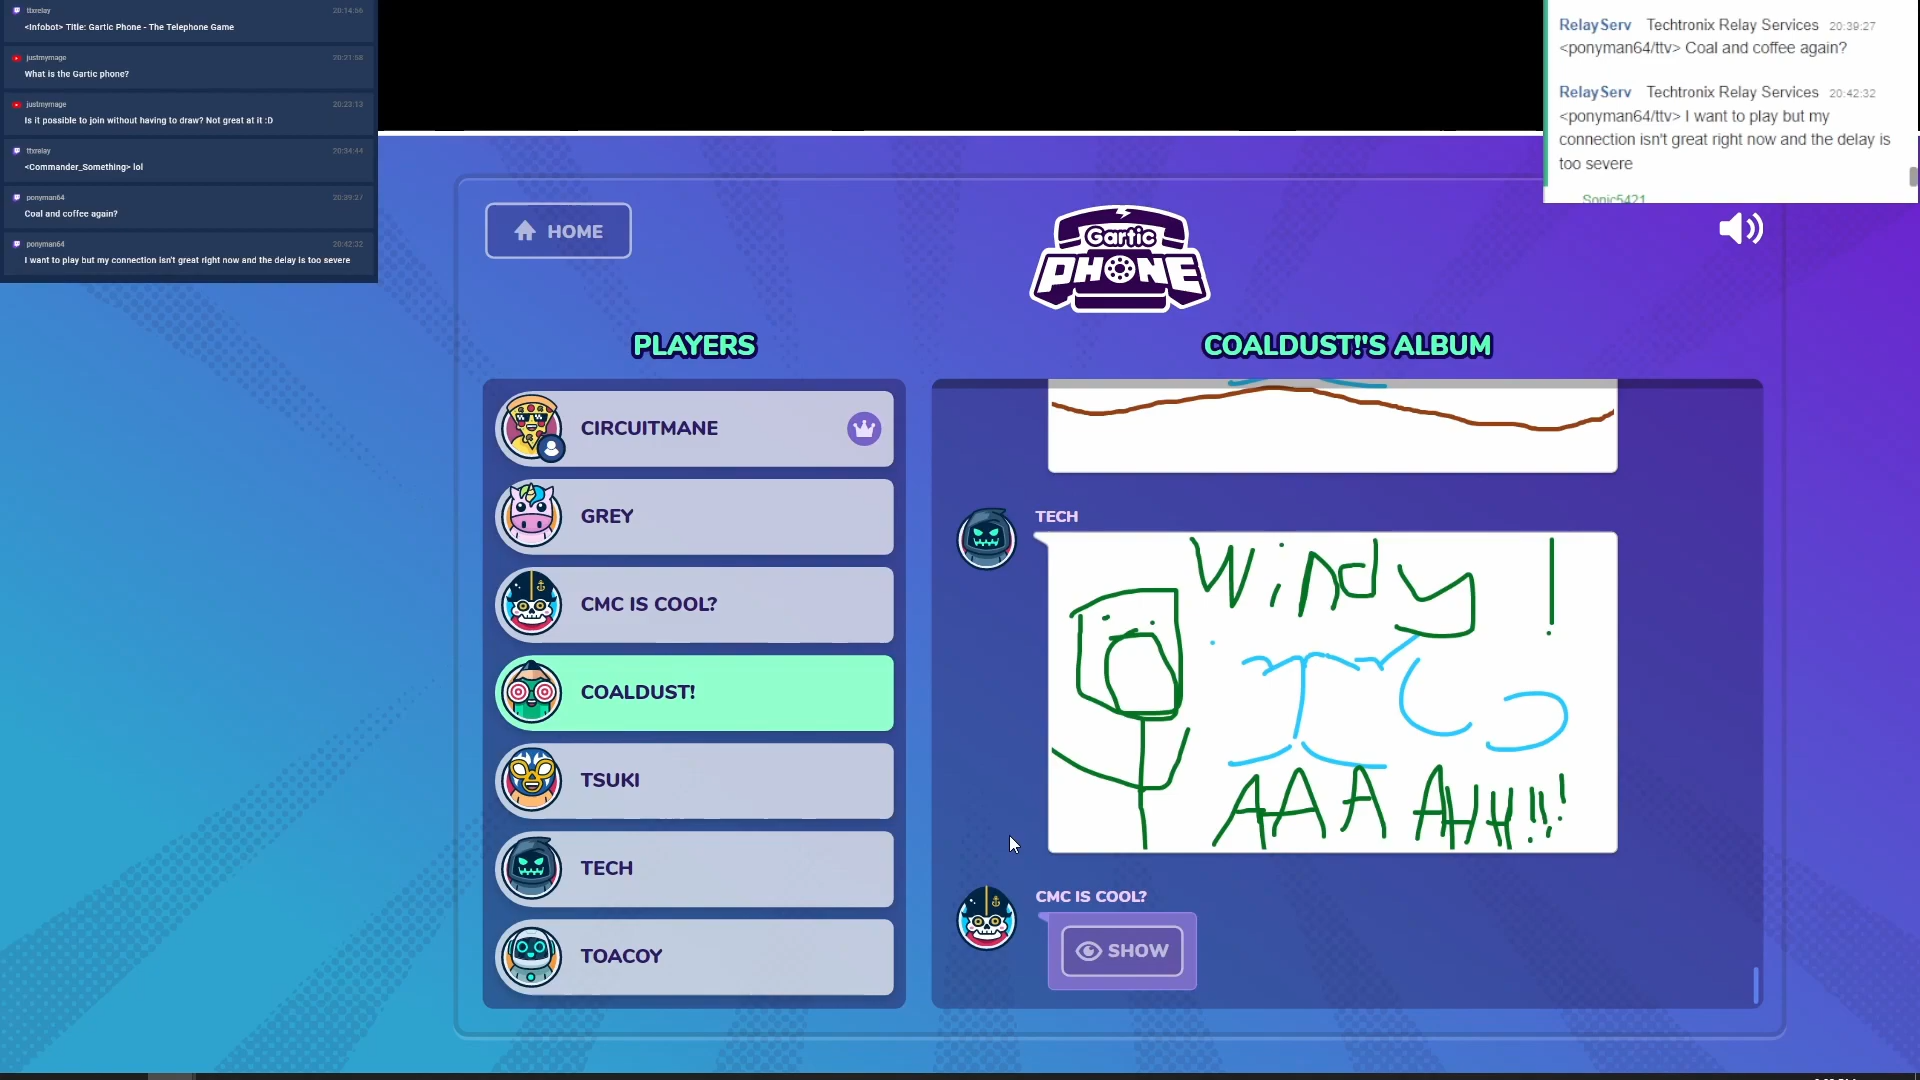 ttxrelay 20:14:56
<Infobot> Title: Gartic Phone - The Telephone Game
justmymage 20:21:58
What is the Gartic phone?
justmymage 20:23:13
Is it possible to join without having to draw? Not great at it :D
ttxrelay 20:34:44
<Commander_Something> lol
ponyman64 20:39:27
Coal and coffee again?
ponyman64 20:42:32
I want to play but my connection isn't great right now and the delay is too severe
RelayServ Techtronix Relay Services 20:39:27
<ponyman64/ttv> Coal and coffee again?
RelayServ Techtronix Relay Services 20:42:32
<ponyman64/ttv> I want to play but my
connection isn't great right now and the delay is
too severe
Sonic5421
HOME
Gartic
PHONE
PLAYERS
CIRCUITMANE
GREY
CMC IS COOL?
COALDUST!
TSUKI
TECH
TOACOY
COALDUST!'S ALBUM
TECH
Windy !
AAA AHH!!!
CMC IS COOL?
SHOW